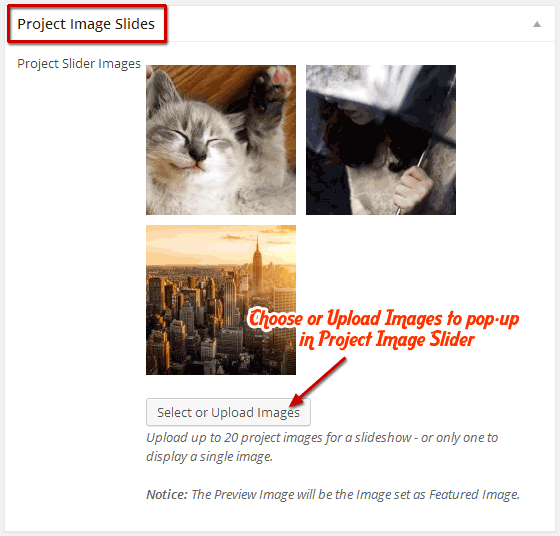 Project Image Slides
Project Slider Images
Choose or Upload Images to pop-up
in Project Image Slider
Select or Upload Images
Upload up to 20 project images for a slideshow - or only one to
display a single image.
Notice: The Preview Image will be the Image set as Featured Image.